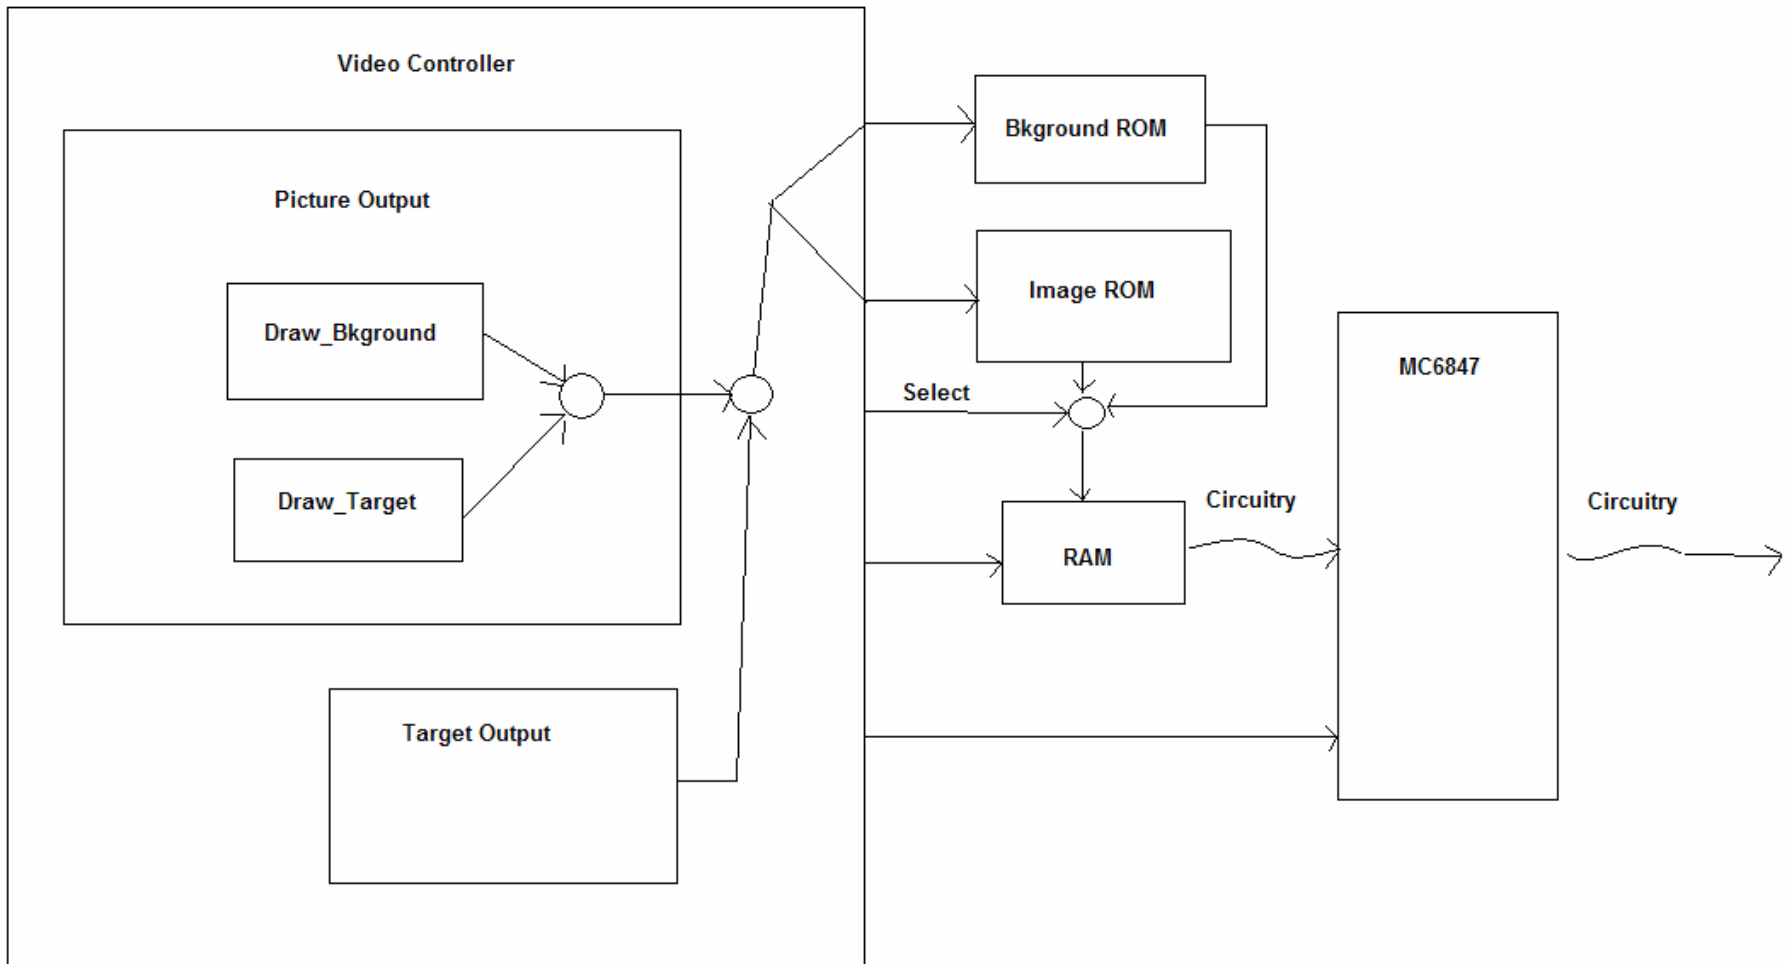 Video Controller
Bkground ROM
Picture Output
Image ROM
Draw_Bkground
MC6847
Select
Draw_Target
Circuitry
Circuitry
RAM
Target Output